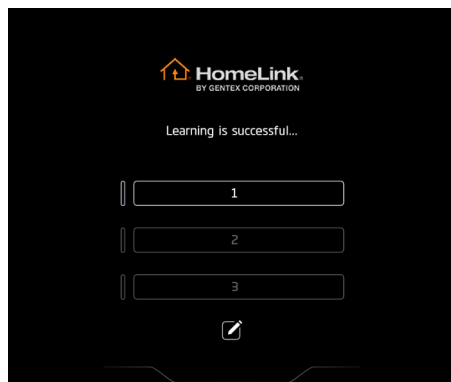 HomeLink®
BY GENTEX CORPORATION
Learning is successful...
1
2
3